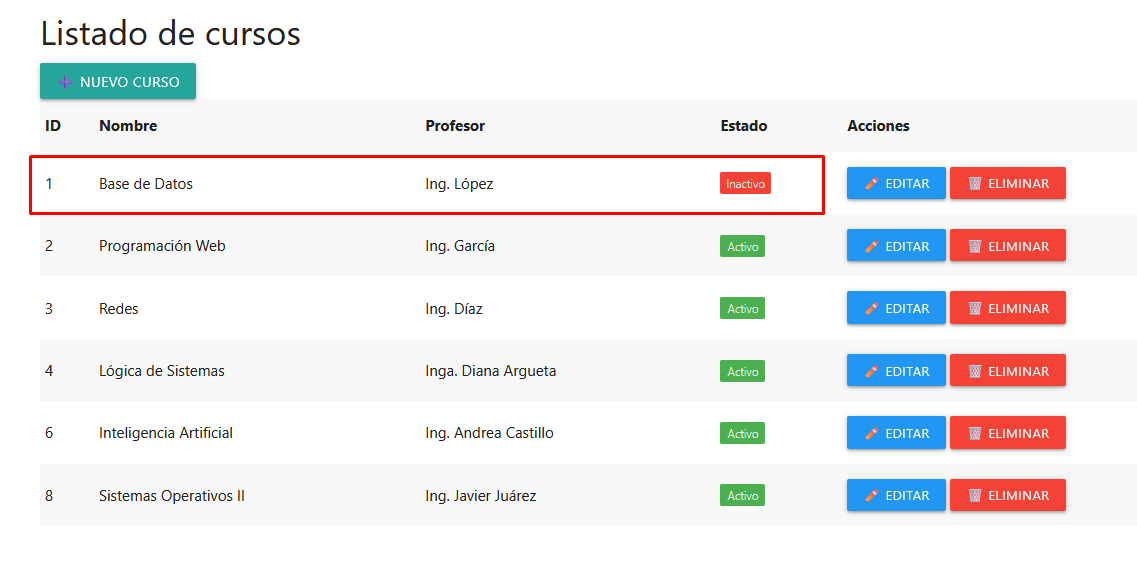 Listado de cursos
NUEVO CURSO
ID Nombre Profesor Estado Acciones
1 Base de Datos Ing. López Inactivo EDITAR ELIMINAR
2 Programación Web Ing. García Activo EDITAR ELIMINAR
3 Redes Ing. Díaz Activo EDITAR ELIMINAR
4 Lógica de Sistemas Inga. Diana Argueta Activo EDITAR ELIMINAR
6 Inteligencia Artificial Ing. Andrea Castillo Activo EDITAR ELIMINAR
8 Sistemas Operativos II Ing. Javier Juárez Activo EDITAR ELIMINAR